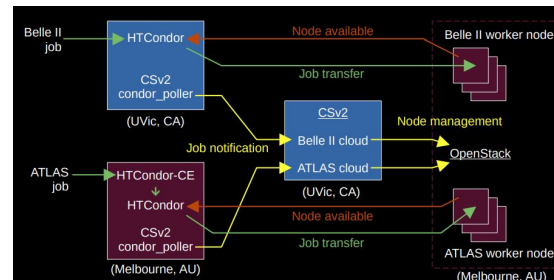 Belle II
job
HTCondor
CSv2
condor_poller
(UVic, CA)
Node available
Job transfer
Belle II worker node
CSv2
Belle II cloud
ATLAS cloud
(UVic, CA)
Job notification
Node management
OpenStack
ATLAS
job
HTCondor-CE
HTCondor
CSv2
condor_poller
(Melbourne, AU)
Node available
Job transfer
ATLAS worker node
(Melbourne, AU)